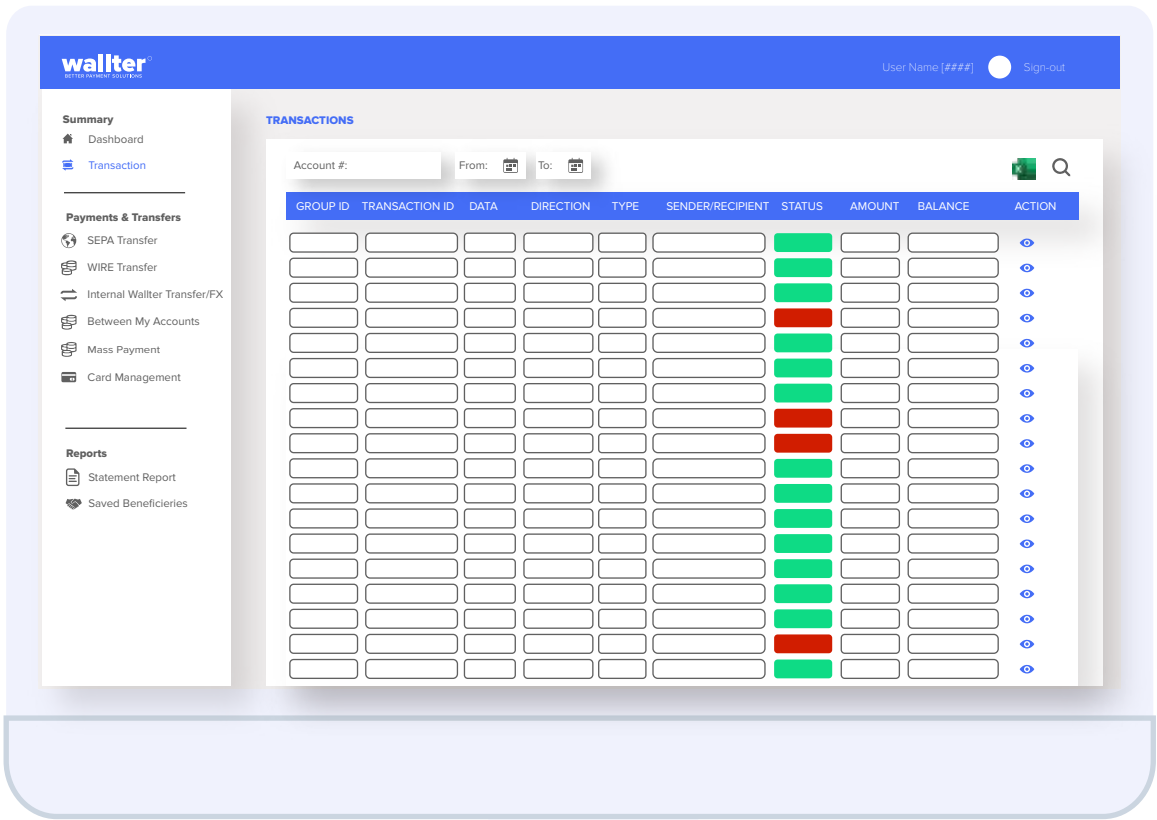 wallter
BETTER PAYMENT SOLUTIONS
User Name [####]
Sign-out
Summary
Dashboard
Transaction
Payments & Transfers
SEPA Transfer
WIRE Transfer
Internal Wallter Transfer/FX
Between My Accounts
Mass Payment
Card Management
Reports
Statement Report
Saved Beneficieries
TRANSACTIONS
Account #: From: To:
X
GROUP ID TRANSACTION ID DATA DIRECTION TYPE SENDER/RECIPIENT STATUS AMOUNT BALANCE ACTION